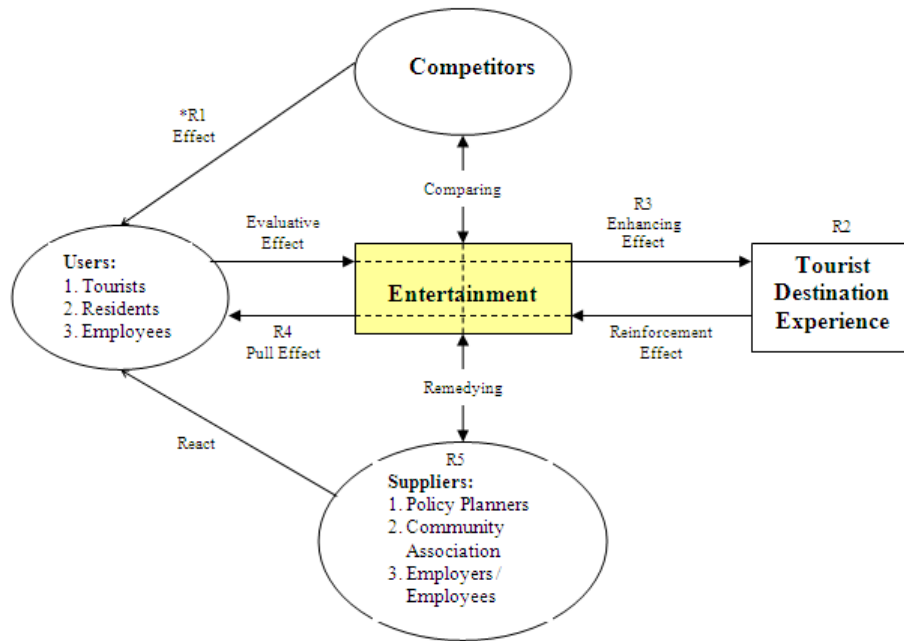 Competitors
*R1
Effect
Comparing
Evaluative
Effect
R3
Enhancing
Effect
R2
Users:
1. Tourists
2. Residents
3. Employees
Entertainment
Tourist
Destination
Experience
R4
Pull Effect
Reinforcement
Effect
Remedying
React
R5
Suppliers:
1. Policy Planners
2. Community
Association
3. Employers /
Employees